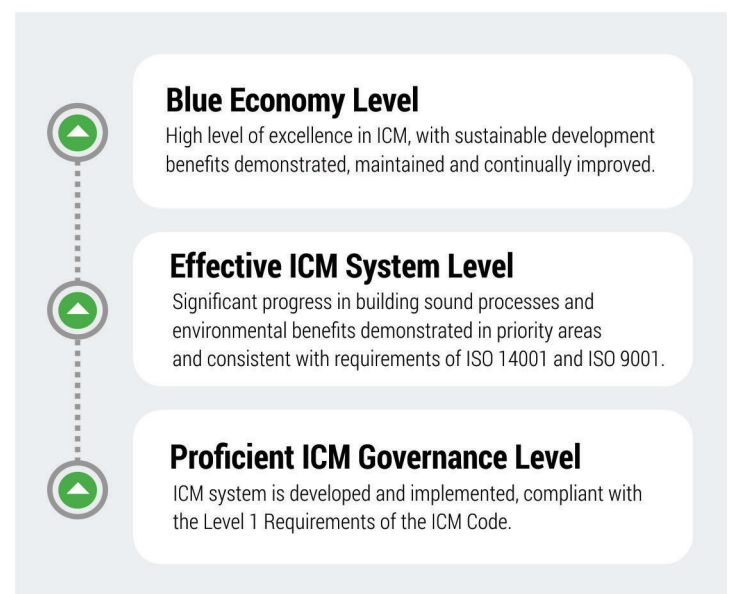 Blue Economy Level
High level of excellence in ICM, with sustainable development
benefits demonstrated, maintained and continually improved.
Effective ICM System Level
Significant progress in building sound processes and
environmental benefits demonstrated in priority areas
and consistent with requirements of ISO 14001 and ISO 9001.
Proficient ICM Governance Level
ICM system is developed and implemented, compliant with
the Level 1 Requirements of the ICM Code.